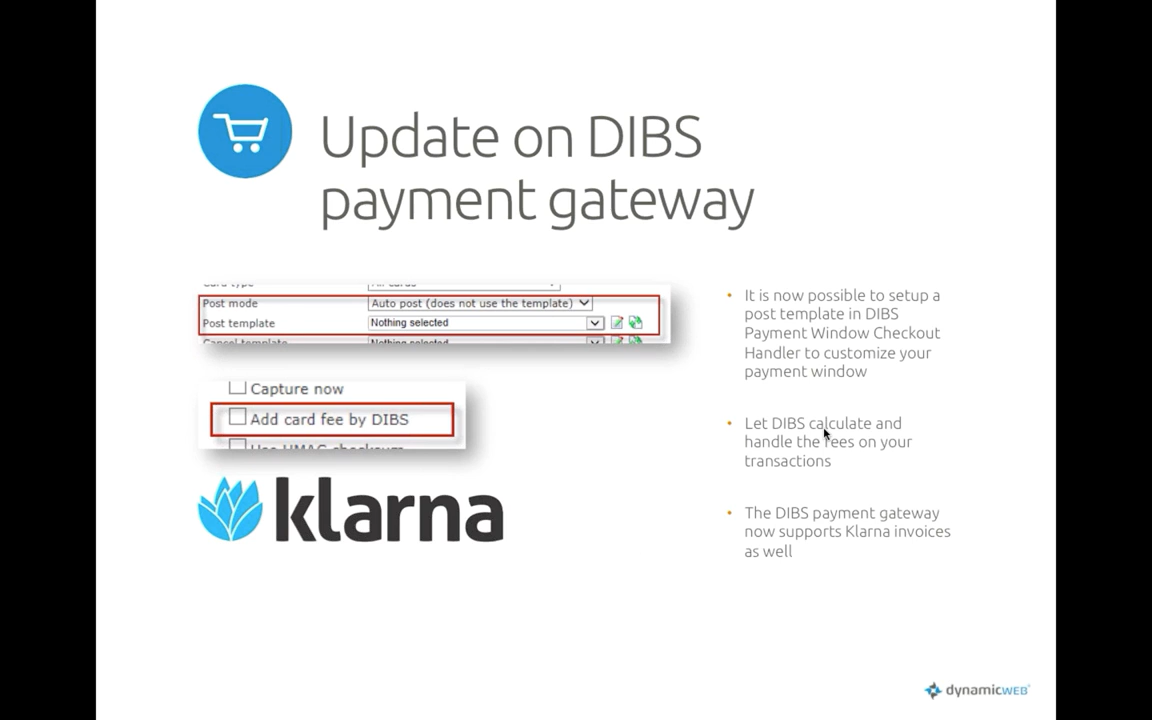 Update on DIBS
payment gateway
Post mode Auto post (does not use the template)
Post template Nothing selected
Cancel template Nothing selected
Capture now
Add card fee by DIBS
klarna
• It is now possible to setup a
post template in DIBS
Payment Window Checkout
Handler to customize your
payment window
• Let DIBS calculate and
handle the fees on your
transactions
• The DIBS payment gateway
now supports Klarna invoices
as well
dynamicWEB